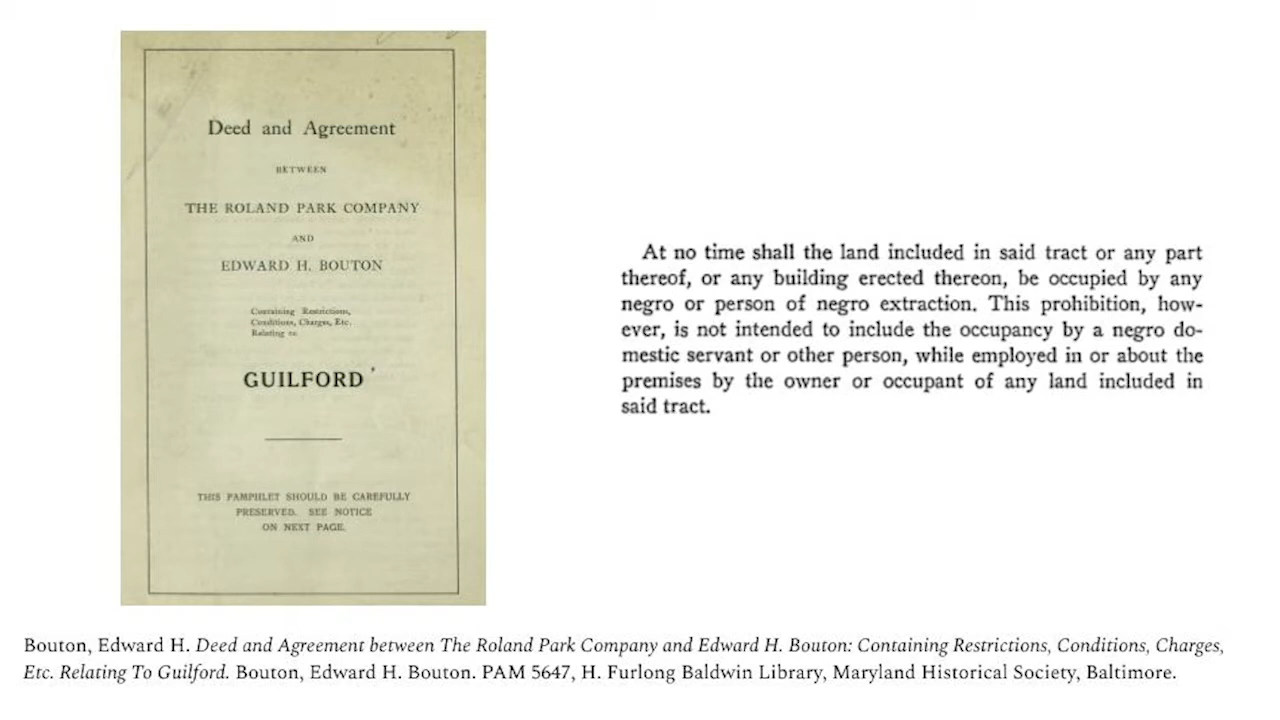 Deed and Agreement
BETWEEN
THE ROLAND PARK COMPANY
AND
EDWARD H. BOUTON
Containing Restrictions,
Conditions, Charges, Etc.
Relating to
GUILFORD
THIS PAMPHLET SHOULD BE CAREFULLY
PRESERVED. SEE NOTICE
ON NEXT PAGE.
At no time shall the land included in said tract or any part
thereof, or any building erected thereon, be occupied by any
negro or person of negro extraction. This prohibition, how-
ever, is not intended to include the occupancy by a negro do-
mestic servant or other person, while employed in or about the
premises by the owner or occupant of any land included in
said tract.
Bouton, Edward H. Deed and Agreement between The Roland Park Company and Edward H. Bouton: Containing Restrictions, Conditions, Charges,
Etc. Relating To Guilford. Bouton, Edward H. Bouton. PAM 5647, H. Furlong Baldwin Library, Maryland Historical Society, Baltimore.